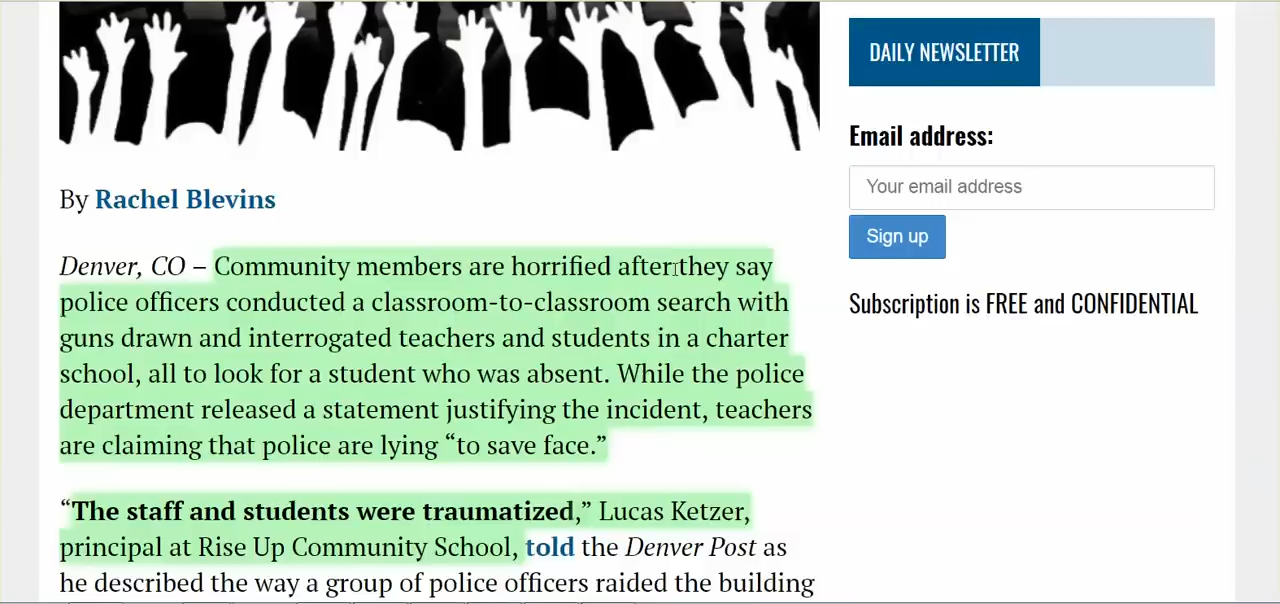 By Rachel Blevins
Denver, CO – Community members are horrified after they say
police officers conducted a classroom-to-classroom search with
guns drawn and interrogated teachers and students in a charter
school, all to look for a student who was absent. While the police
department released a statement justifying the incident, teachers
are claiming that police are lying “to save face.”
“The staff and students were traumatized,” Lucas Ketzer,
principal at Rise Up Community School, told the Denver Post as
he described the way a group of police officers raided the building
DAILY NEWSLETTER
Email address:
Your email address
Sign up
Subscription is FREE and CONFIDENTIAL